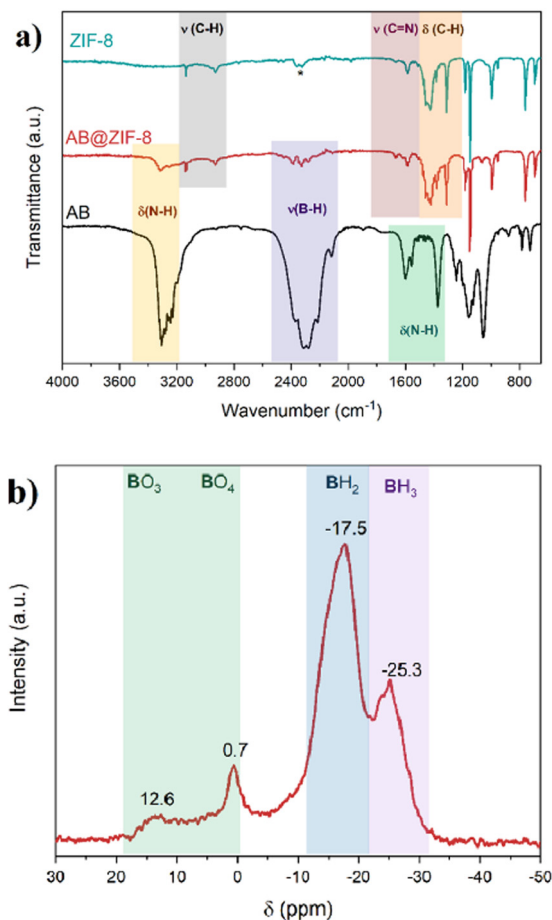 a)
ZIF-8
ν (C-H)
ν (C=N)
δ (C-H)
*
AB@ZIF-8
δ(N-H)
ν(B-H)
AB
δ(N-H)
Transmittance (a.u.)
4000 3600 3200 2800 2400 2000 1600 1200 800
Wavenumber (cm⁻¹)
b)
BO₃ BO₄ BH₂ BH₃
-17.5
-25.3
0.7
12.6
Intensity (a.u.)
30 20 10 0 -10 -20 -30 -40 -50
δ (ppm)